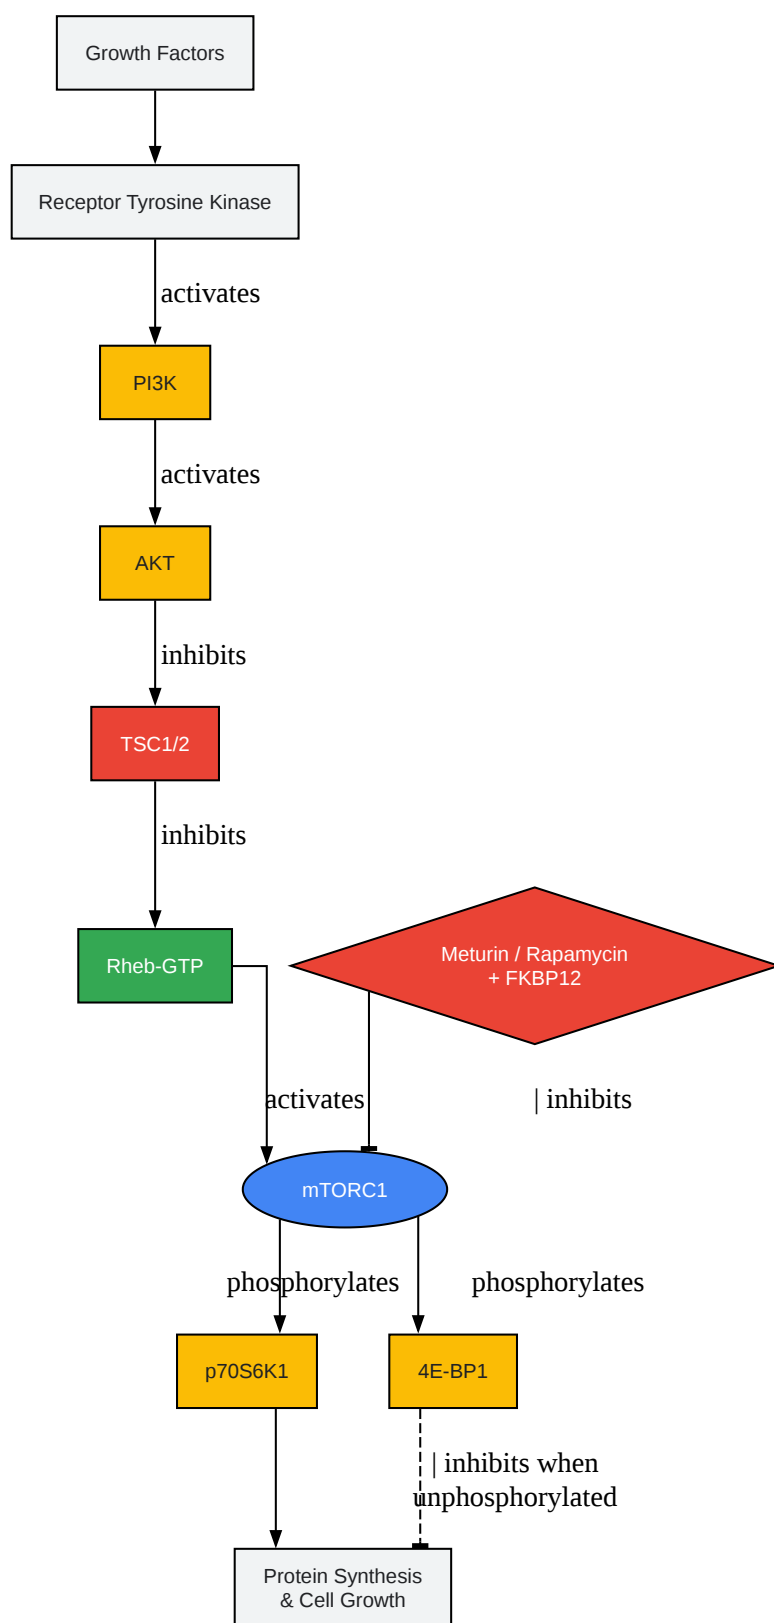 Growth Factors
Receptor Tyrosine Kinase
activates
PI3K
activates
AKT
inhibits
TSC1/2
inhibits
Rheb-GTP
Meturin / Rapamycin
+ FKBP12
activates
| inhibits
mTORC1
phosphorylates
phosphorylates
p70S6K1
4E-BP1
| inhibits when
unphosphorylated
Protein Synthesis
& Cell Growth